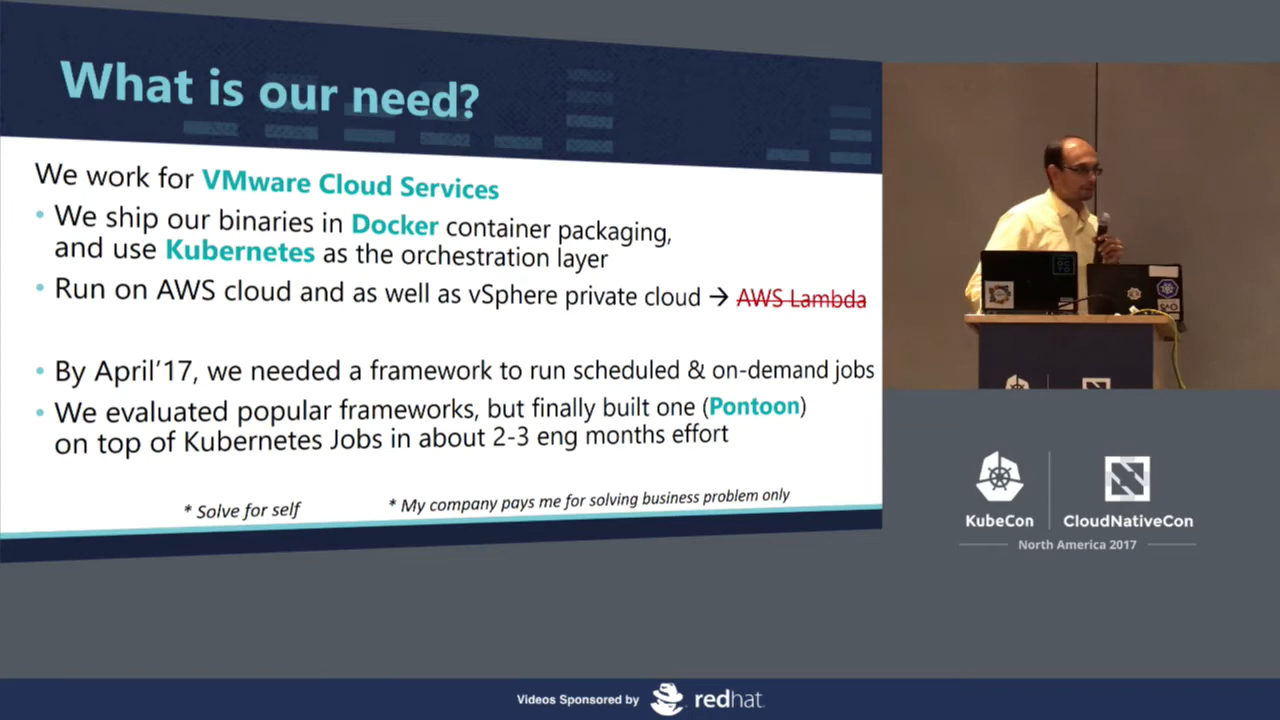 What is our need?
We work for VMware Cloud Services
• We ship our binaries in Docker container packaging,
and use Kubernetes as the orchestration layer
• Run on AWS cloud and as well as vSphere private cloud → AWS Lambda
• By April'17, we needed a framework to run scheduled & on-demand jobs
• We evaluated popular frameworks, but finally built one (Pontoon)
on top of Kubernetes Jobs in about 2-3 eng months effort
* Solve for self
* My company pays me for solving business problem only
KubeCon
CloudNativeCon
North America 2017
Videos Sponsored by
redhat